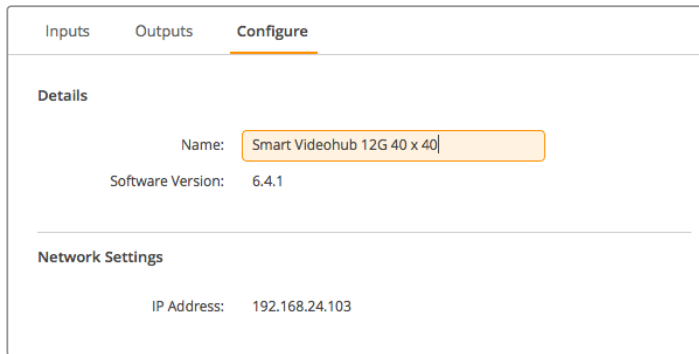 Inputs Outputs Configure
Details
Name: Smart Videohub 12G 40 x 40
Software Version: 6.4.1
Network Settings
IP Address: 192.168.24.103